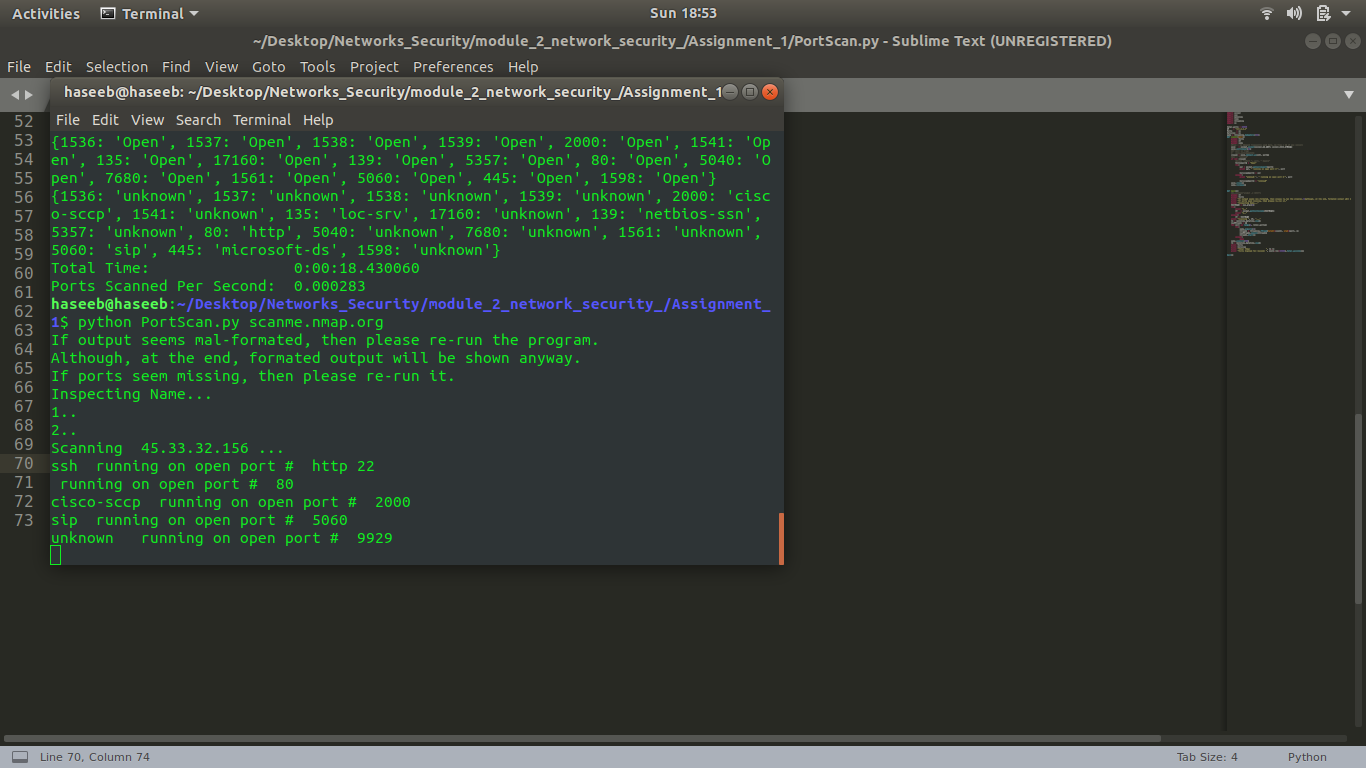 Activities Terminal Sun 18:53
~/Desktop/Networks_Security/module_2_network_security_/Assignment_1/PortScan.py - Sublime Text (UNREGISTERED)
File Edit Selection Find View Goto Tools Project Preferences Help
haseeb@haseeb: ~/Desktop/Networks_Security/module_2_network_security_/Assignment_1
File Edit View Search Terminal Help
52
53
54
55
56
57
58
59
60
61
62
63
64
65
66
67
68
69
70
71
72
73
{1536: 'Open', 1537: 'Open', 1538: 'Open', 1539: 'Open', 2000: 'Open', 1541: 'Op
en', 135: 'Open', 17160: 'Open', 139: 'Open', 5357: 'Open', 80: 'Open', 5040: 'O
pen', 7680: 'Open', 1561: 'Open', 5060: 'Open', 445: 'Open', 1598: 'Open'}
{1536: 'unknown', 1537: 'unknown', 1538: 'unknown', 1539: 'unknown', 2000: 'cisc
o-sccp', 1541: 'unknown', 135: 'loc-srv', 17160: 'unknown', 139: 'netbios-ssn',
5357: 'unknown', 80: 'http', 5040: 'unknown', 7680: 'unknown', 1561: 'unknown',
5060: 'sip', 445: 'microsoft-ds', 1598: 'unknown'}
Total Time: 0:00:18.430060
Ports Scanned Per Second: 0.000283
haseeb@haseeb:~/Desktop/Networks_Security/module_2_network_security_/Assignment_
1$ python PortScan.py scanme.nmap.org
If output seems mal-formated, then please re-run the program.
Although, at the end, formated output will be shown anyway.
If ports seem missing, then please re-run it.
Inspecting Name...
1..
2..
Scanning 45.33.32.156 ...
ssh running on open port # http 22
running on open port # 80
cisco-sccp running on open port # 2000
sip running on open port # 5060
unknown running on open port # 9929
Line 70, Column 74 Tab Size: 4 Python